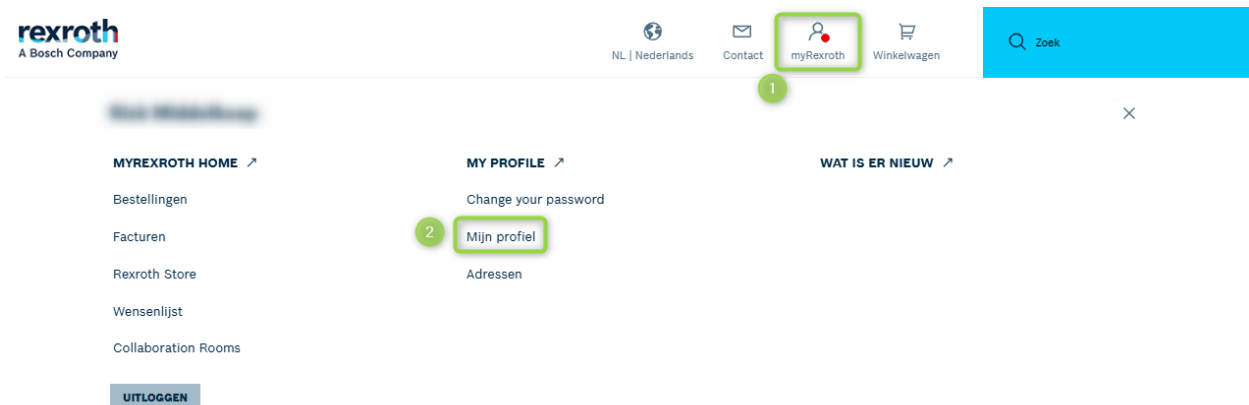 rexroth
A Bosch Company
NL | Nederlands
Contact
myRexroth
Winkelwagen
Zoek
1
MYREXROTH HOME ↗
MY PROFILE ↗
WAT IS ER NIEUW ↗
Bestellingen
Change your password
Facturen
2
Mijn profiel
Rexroth Store
Adressen
Wensenlijst
Collaboration Rooms
UITLOGGEN